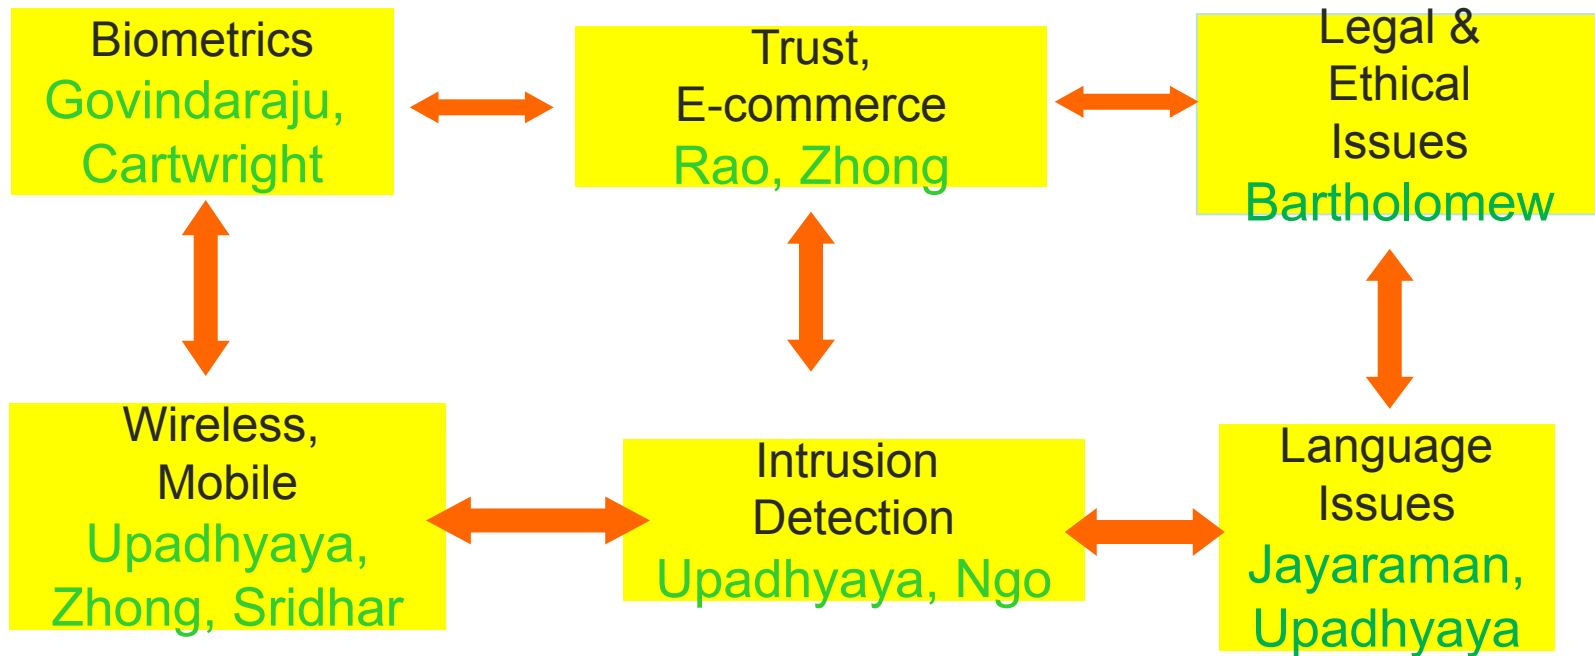 Biometrics
Govindaraju,
Cartwright
Trust,
E-commerce
Rao, Zhong
Legal &
Ethical
Issues
Bartholomew
Wireless,
Mobile
Upadhyaya,
Zhong, Sridhar
Intrusion
Detection
Upadhyaya, Ngo
Language
Issues
Jayaraman,
Upadhyaya